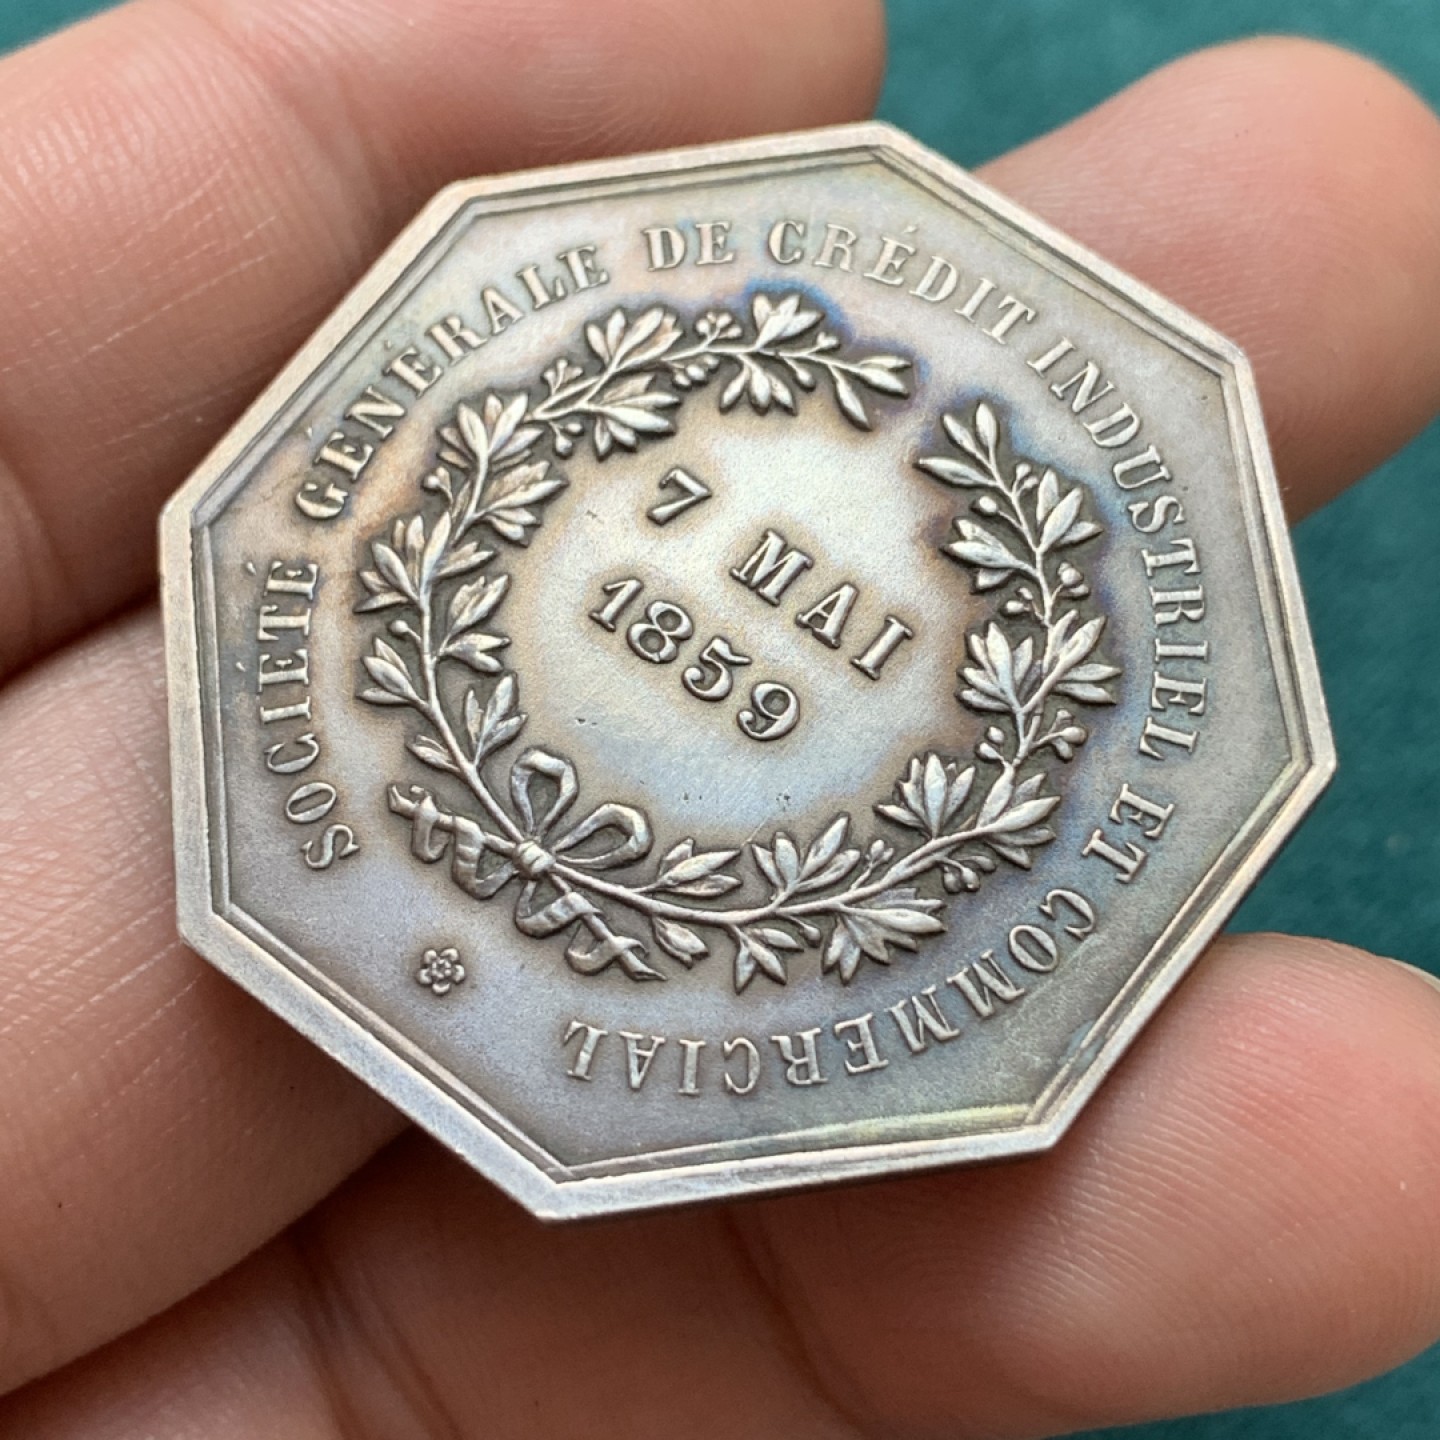 SOCIÉTÉ GÉNÉRALE DE CRÉDIT INDUSTRIEL ET COMMERCIAL
7 MAI
1859